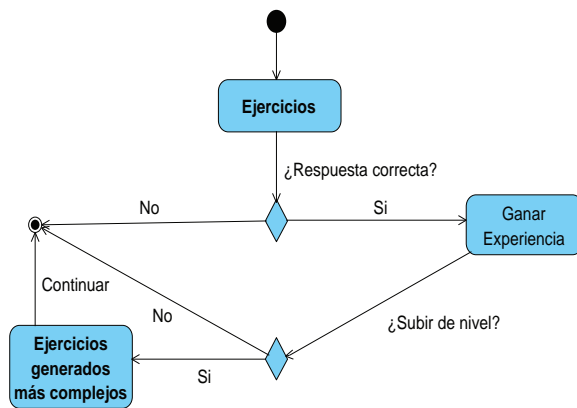 Ejercicios
¿Respuesta correcta?
No
Si
Ganar
Experiencia
Continuar
¿Subir de nivel?
No
Ejercicios
generados
más complejos
Si